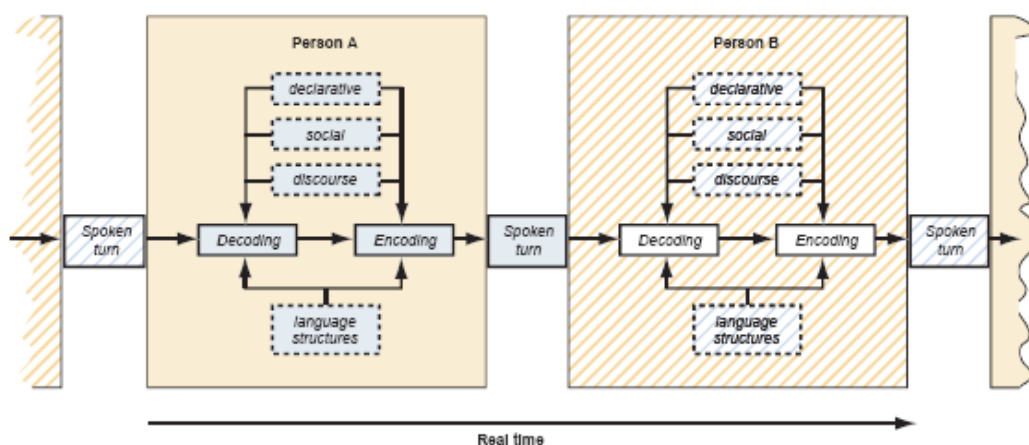 Person A
declarative
social
discourse
Spoken
turn
Decoding
Encoding
language
structures
Spoken
turn
Person B
declarative
social
discourse
Decoding
Encoding
language
structures
Spoken
turn
Real time